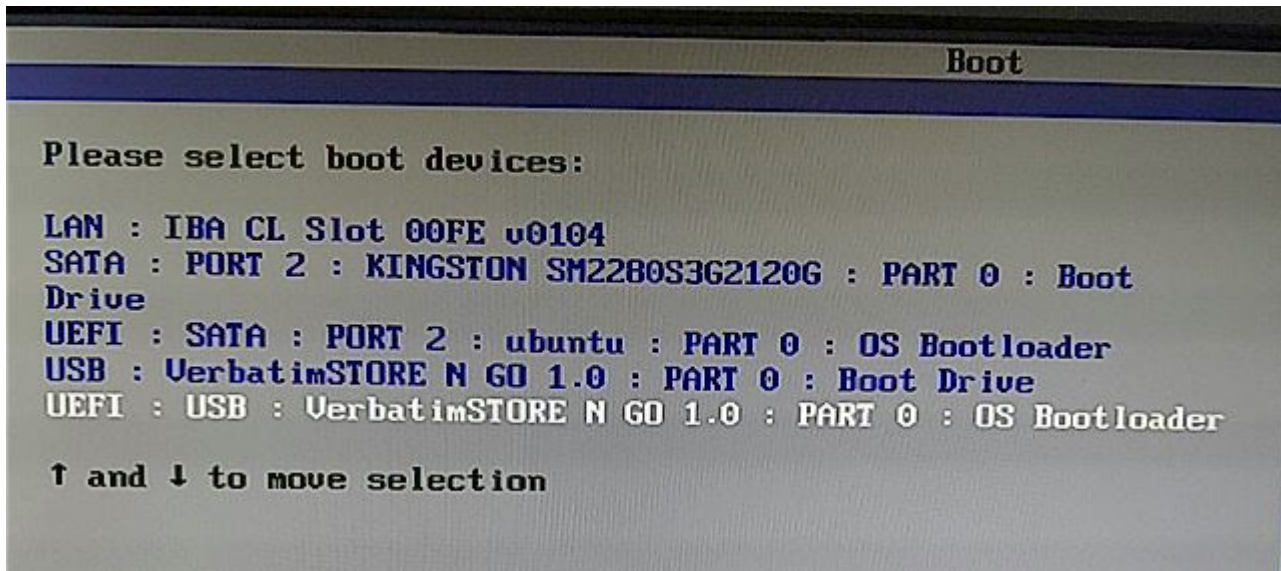 Boot
Please select boot devices:
LAN : IBA CL Slot 00FE v0104
SATA : PORT 2 : KINGSTON SM2280S3G2120G : PART 0 : Boot
Drive
UEFI : SATA : PORT 2 : ubuntu : PART 0 : OS Bootloader
USB : VerbatimSTORE N GO 1.0 : PART 0 : Boot Drive
UEFI : USB : VerbatimSTORE N GO 1.0 : PART 0 : OS Bootloader
↑ and ↓ to move selection